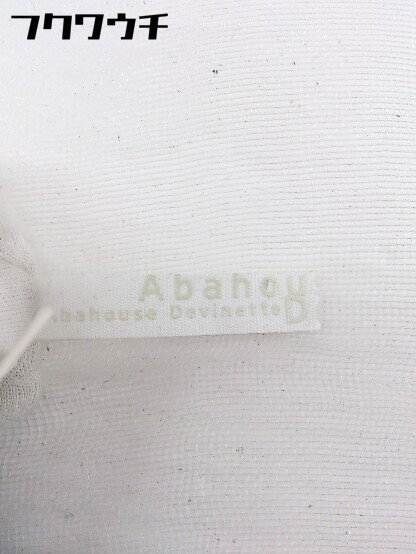 フクワウチ
Abahou
bahouse Devinette
D